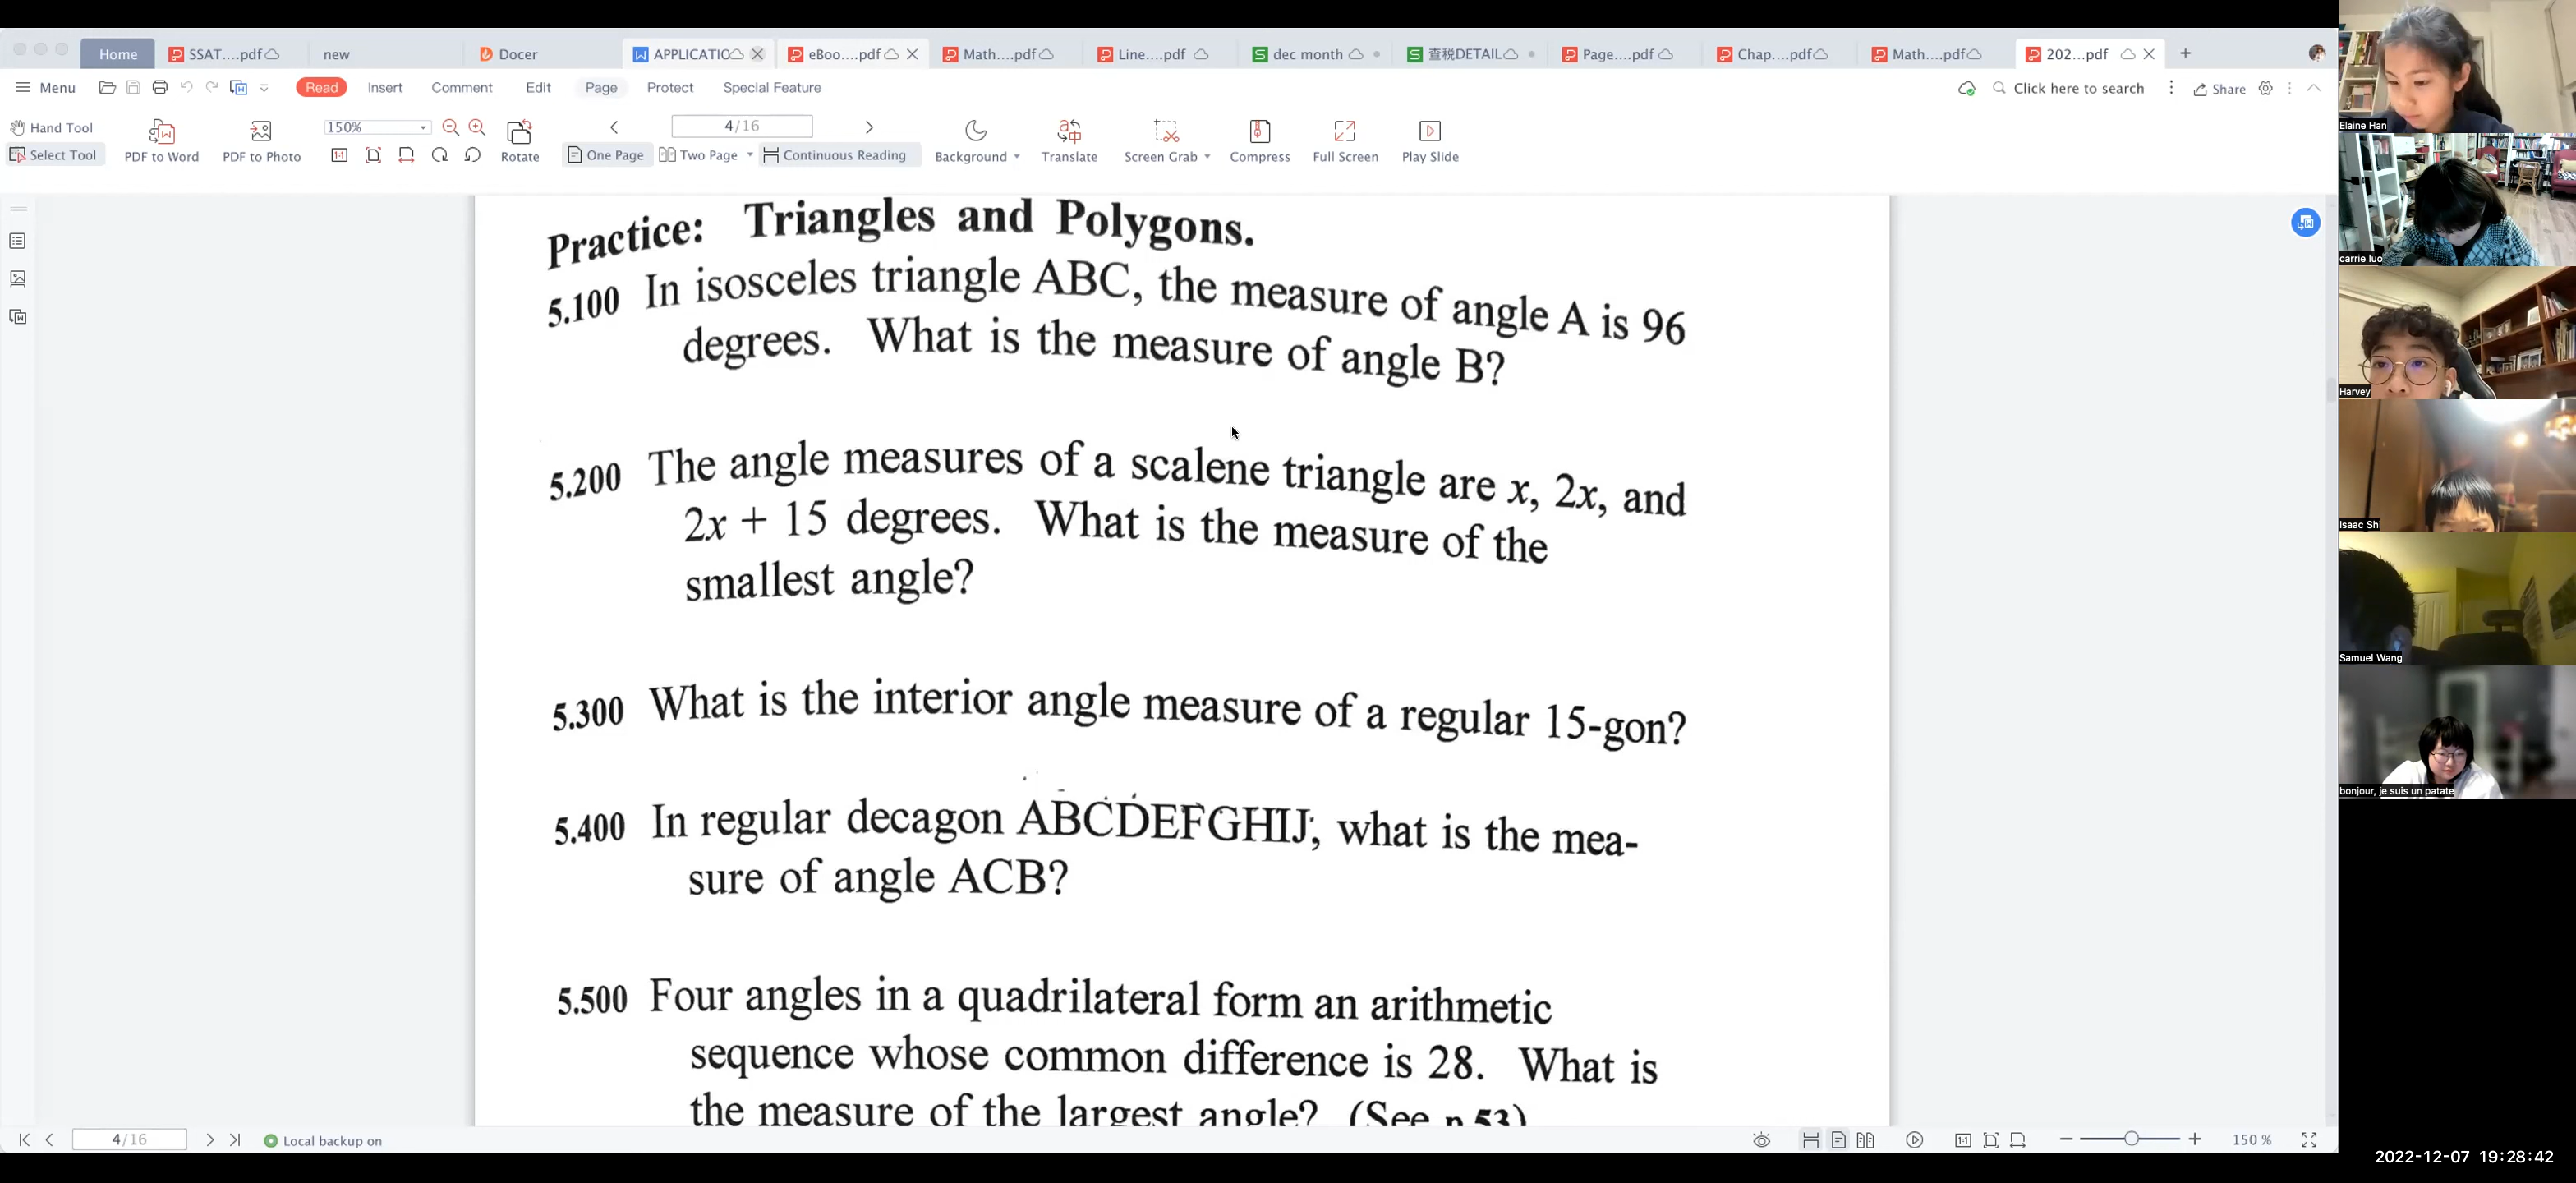 Home SSAT....pdf new Docer APPLICATIO eBoo....pdf Math....pdf Line....pdf dec month 查税DETAIL Page....pdf Chap....pdf Math....pdf 202...pdf
Menu Read Insert Comment Edit Page Protect Special Feature Click here to search Share
Hand Tool 150% 4/16
Select Tool PDF to Word PDF to Photo Rotate One Page Two Page Continuous Reading Background Translate Screen Grab Compress Full Screen Play Slide
Practice: Triangles and Polygons.
5.100 In isosceles triangle ABC, the measure of angle A is 96
degrees. What is the measure of angle B?
5.200 The angle measures of a scalene triangle are x, 2x, and
2x + 15 degrees. What is the measure of the
smallest angle?
5.300 What is the interior angle measure of a regular 15-gon?
5.400 In regular decagon ABCDEFGHIJ, what is the mea-
sure of angle ACB?
5.500 Four angles in a quadrilateral form an arithmetic
sequence whose common difference is 28. What is
the measure of the largest angle? (See p.53)
4/16 Local backup on 150 %
Elaine Han
carrie luo
Harvey
Isaac Shi
Samuel Wang
bonjour, je suis un patate
2022-12-07 19:28:42